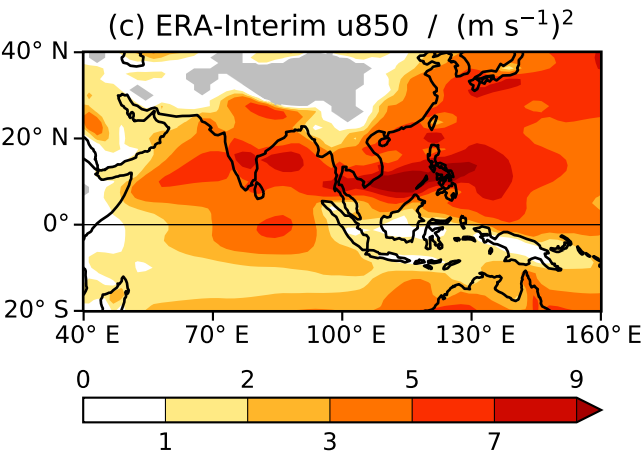 (c) ERA-Interim u850 / (m s⁻¹)²
40° N
20° N
0°
20° S
40° E 70° E 100° E 130° E 160° E
0 2 5 9
1 3 7